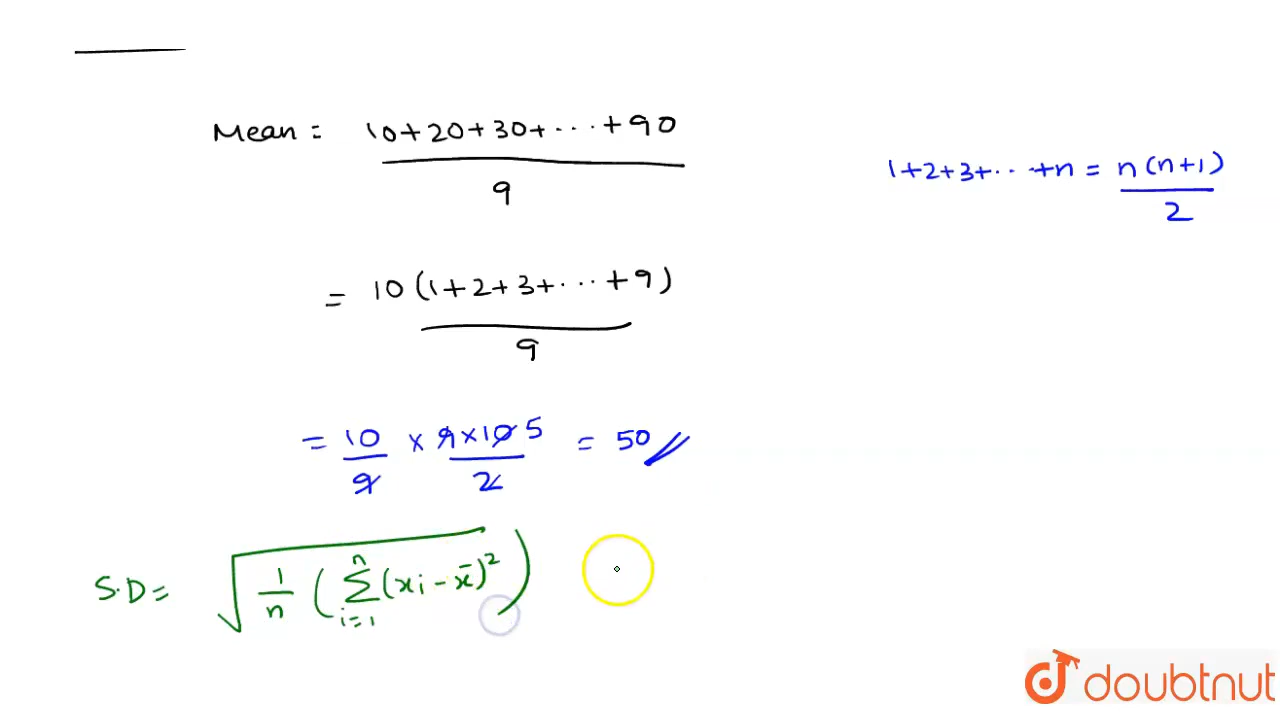 Mean = 10+20+30+...+90 / 9
1+2+3+...+n = n(n+1) / 2
= 10(1+2+3+...+9) / 9
= 10/9 × 9×10 5/2 = 50
S.D = √ 1/n ( n Σ i=1 (xi - x̄)²)
doubtnut